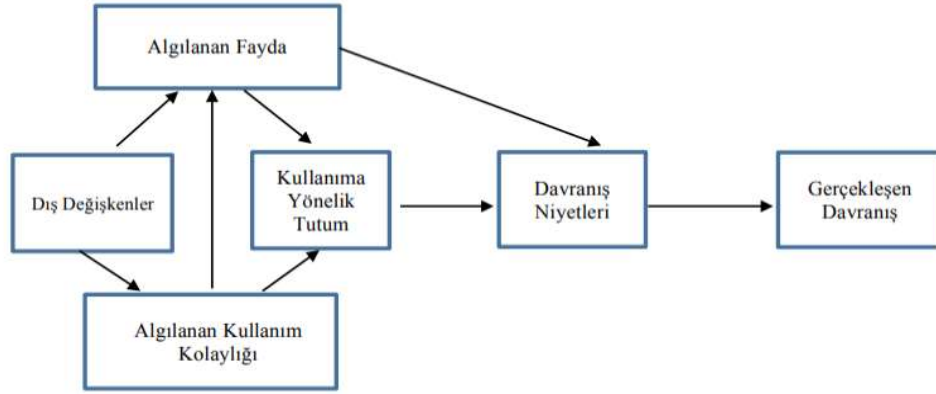 Algılanan Fayda
Dış Değişkenler
Kullanıma
Yönelik
Tutum
Davranış
Niyetleri
Gerçekleşen
Davranış
Algılanan Kullanım
Kolaylığı